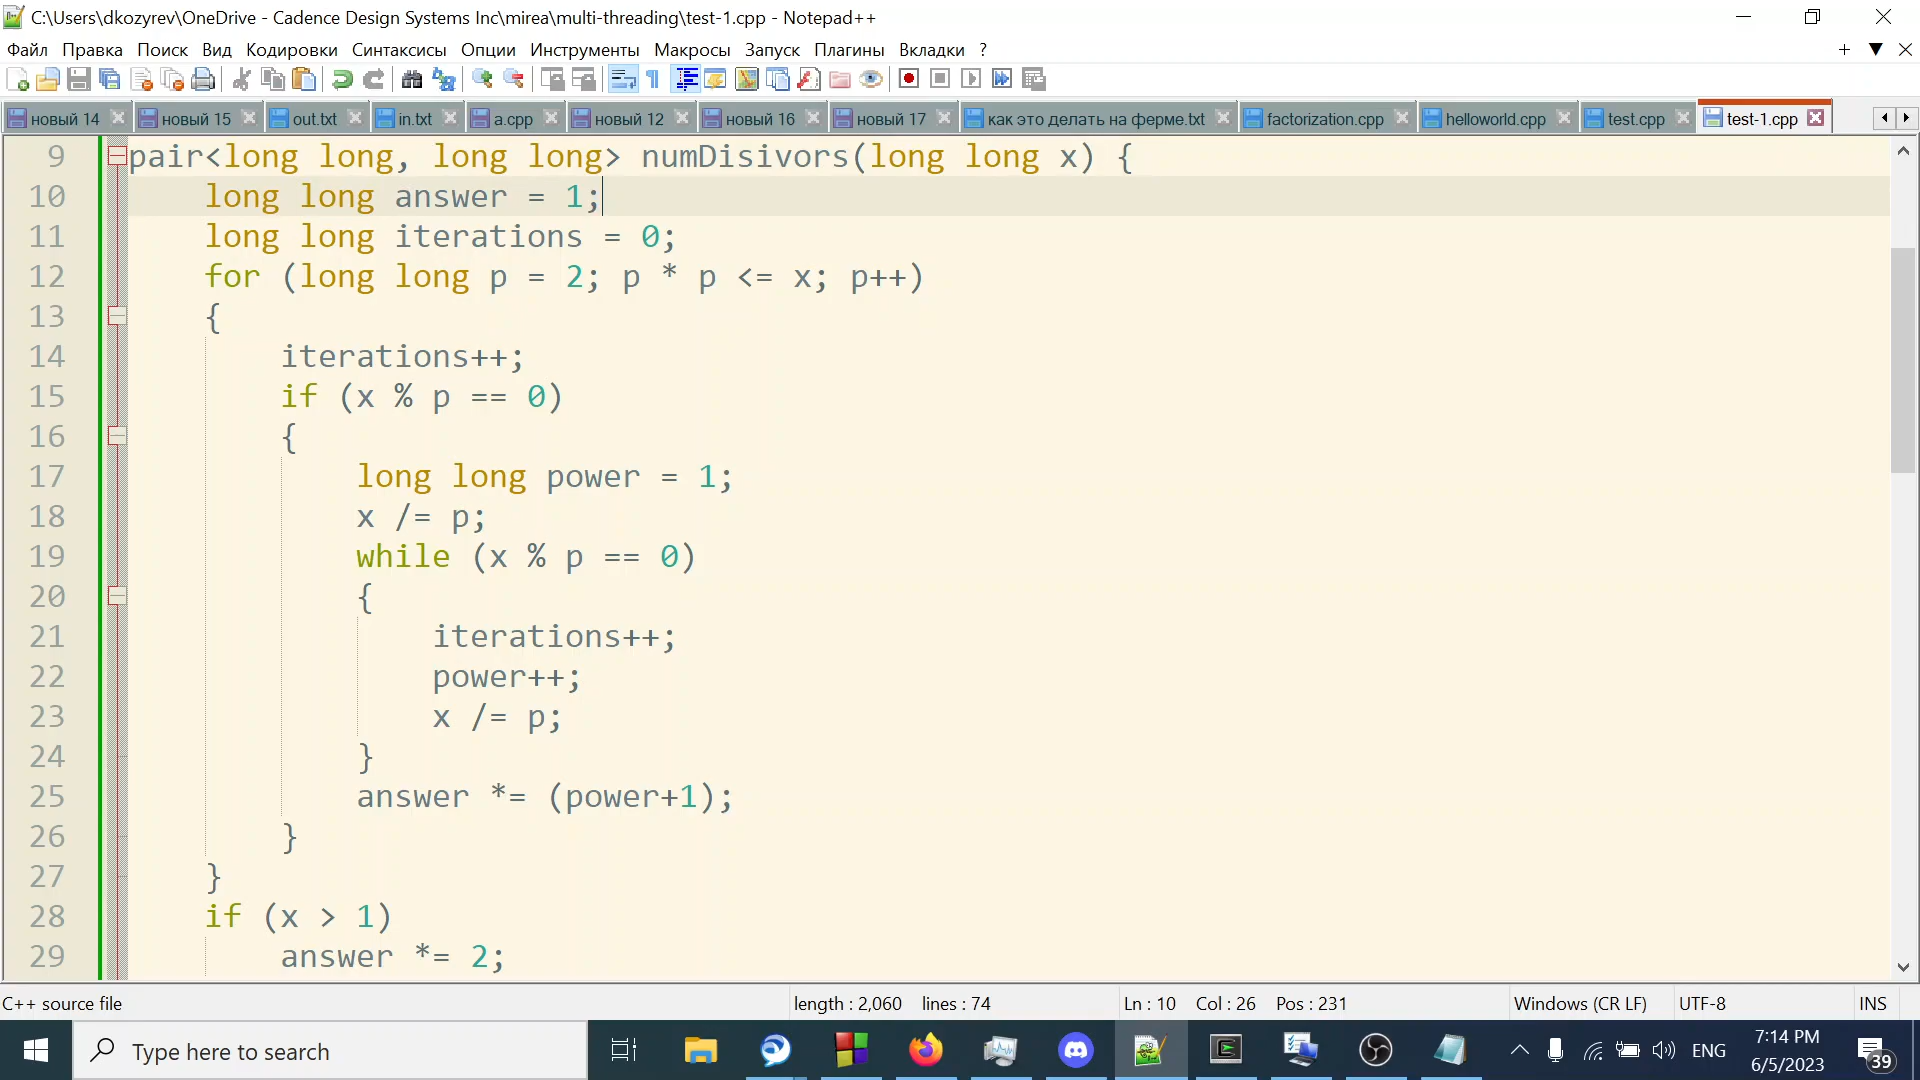 C:\Users\dkozyrev\OneDrive - Cadence Design Systems Inc\mirea\multi-threading\test-1.cpp - Notepad++
Файл Правка Поиск Вид Кодировки Синтаксисы Опции Инструменты Макросы Запуск Плагины Вкладки ?
новый 14 новый 15 out.txt in.txt a.cpp новый 12 новый 16 новый 17 как это делать на ферме.txt factorization.cpp helloworld.cpp test.cpp test-1.cpp
9 pair<long long, long long> numDisivors(long long x) {
10 long long answer = 1;
11 long long iterations = 0;
12 for (long long p = 2; p * p <= x; p++)
13 {
14 iterations++;
15 if (x % p == 0)
16 {
17 long long power = 1;
18 x /= p;
19 while (x % p == 0)
20 {
21 iterations++;
22 power++;
23 x /= p;
24 }
25 answer *= (power+1);
26 }
27 }
28 if (x > 1)
29 answer *= 2;
C++ source file length : 2,060 lines : 74 Ln : 10 Col : 26 Pos : 231 Windows (CR LF) UTF-8 INS
Type here to search
ENG
7:14 PM
6/5/2023
39